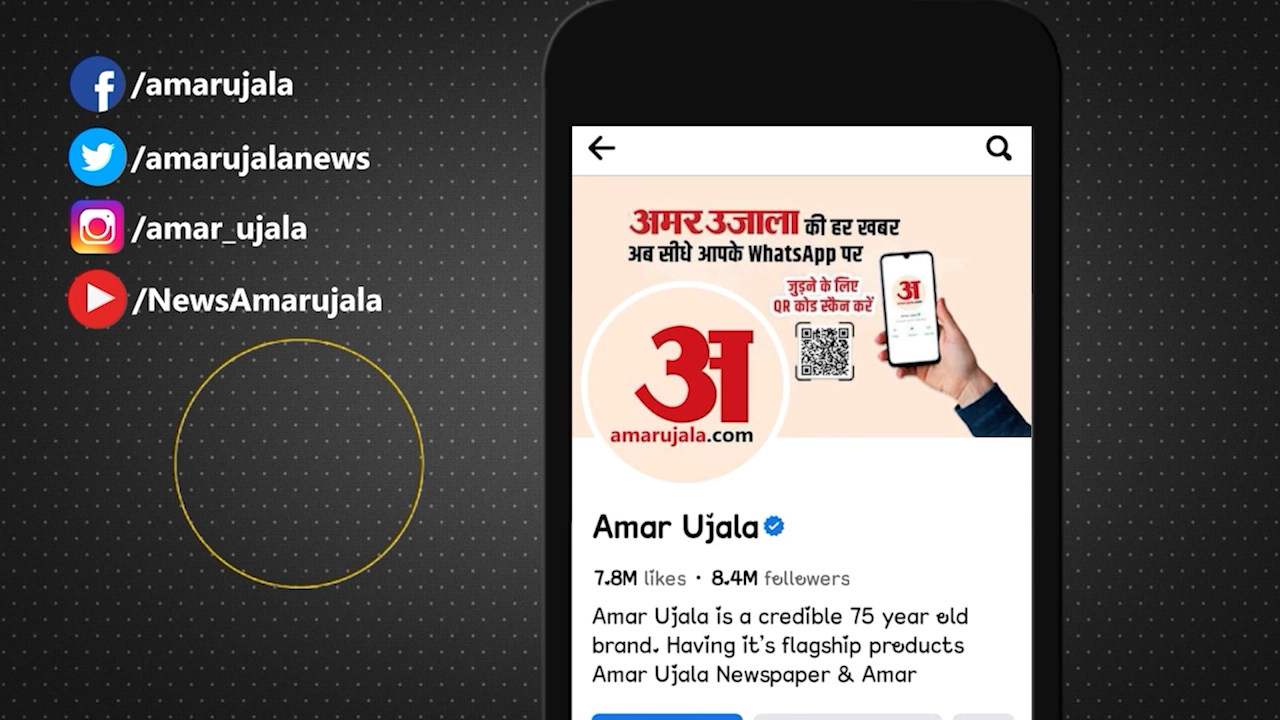 /amarujala
/amarujalanews
/amar_ujala
/NewsAmarujala
अमर उजाला की हर खबर
अब सीधे आपके WhatsApp पर
जुड़ने के लिए
QR कोड स्कैन करें
अ
अ
amarujala.com
Amar Ujala
7.8M likes · 8.4M followers
Amar Ujala is a credible 75 year old
brand. Having it's flagship products
Amar Ujala Newspaper & Amar